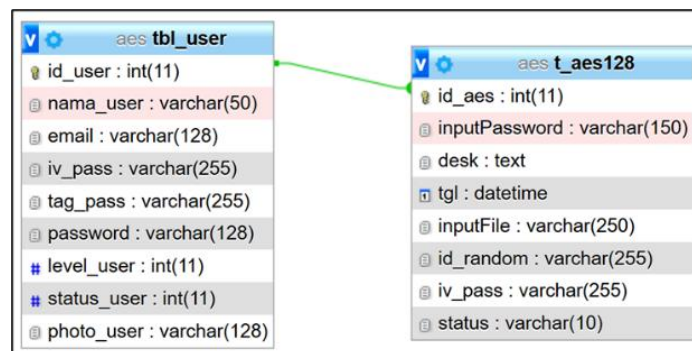 v aes tbl_user
id_user : int(11)
nama_user : varchar(50)
email : varchar(128)
iv_pass : varchar(255)
tag_pass : varchar(255)
password : varchar(128)
# level_user : int(11)
# status_user : int(11)
photo_user : varchar(128)
v aes t_aes128
id_aes : int(11)
inputPassword : varchar(150)
desk : text
tgl : datetime
inputFile : varchar(250)
id_random : varchar(255)
iv_pass : varchar(255)
status : varchar(10)